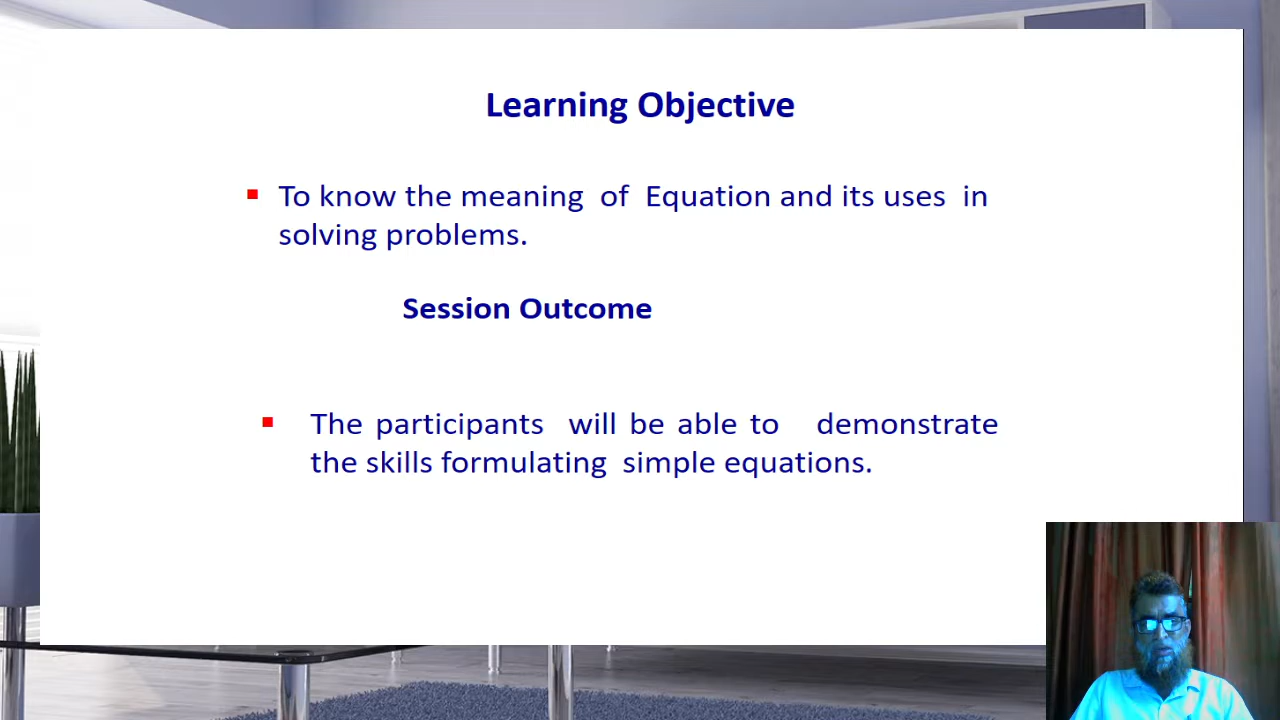 Learning Objective
To know the meaning of Equation and its uses in
solving problems.
Session Outcome
The participants will be able to demonstrate
the skills formulating simple equations.